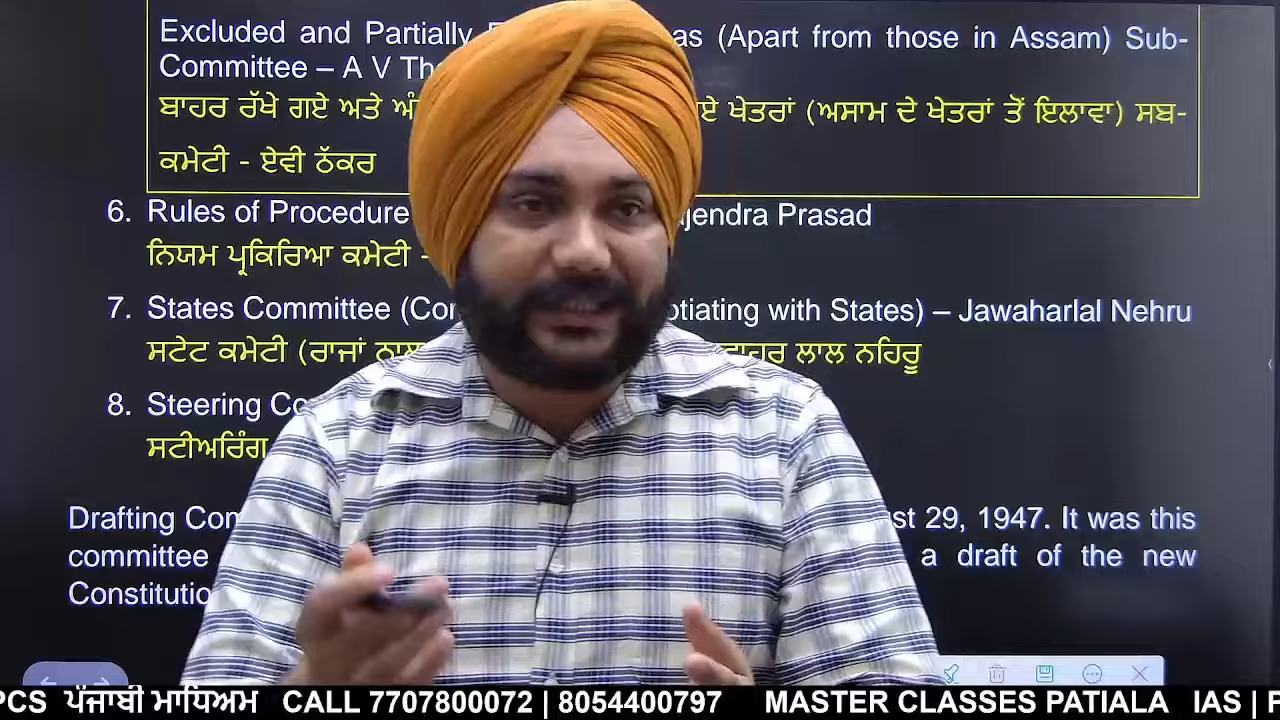 Excluded and Partially as (Apart from those in Assam) Sub-
Committee – A V Th
ਬਾਹਰ ਰੱਖੇ ਗਏ ਅਤੇ ਅੰ ਏ ਖੇਤਰਾਂ (ਅਸਾਮ ਦੇ ਖੇਤਰਾਂ ਤੋਂ ਇਲਾਵਾ) ਸਬ-
ਕਮੇਟੀ - ਏਵੀ ਠੱਕਰ
6. Rules of Procedure jendra Prasad
ਨਿਯਮ ਪ੍ਰਕਿਰਿਆ ਕਮੇਟੀ -
7. States Committee (Co otiating with States) – Jawaharlal Nehru
ਸਟੇਟ ਕਮੇਟੀ (ਰਾਜਾਂ ਨਾਲ ਵਾਹਰ ਲਾਲ ਨਹਿਰੂ
8. Steering Co
ਸਟੀਅਰਿੰਗ
Drafting Com st 29, 1947. It was this
committee a draft of the new
Constitutio
PCS ਪੰਜਾਬੀ ਮਾਧਿਅਮ CALL 7707800072 | 8054400797 MASTER CLASSES PATIALA IAS | P